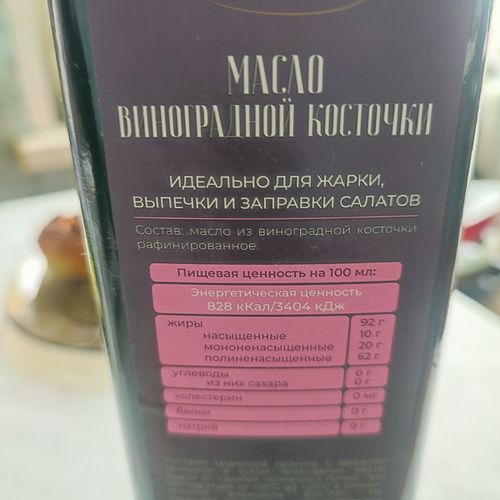 МАСЛО
ВИНОГРАДНОЙ КОСТОЧКИ
ИДЕАЛЬНО ДЛЯ ЖАРКИ,
ВЫПЕЧКИ И ЗАПРАВКИ САЛАТОВ
Состав: масло из виноградной косточки
рафинированное.
Пищевая ценность на 100 мл:
Энергетическая ценность
828 кКал/3404 кДж
жиры 92 г
насыщенные 10 г
мононенасыщенные 20 г
полиненасыщенные 62 г
углеводы 0 г
из них сахара 0 г
холестерин 0 мг
белки 0 г
натрий 0 г